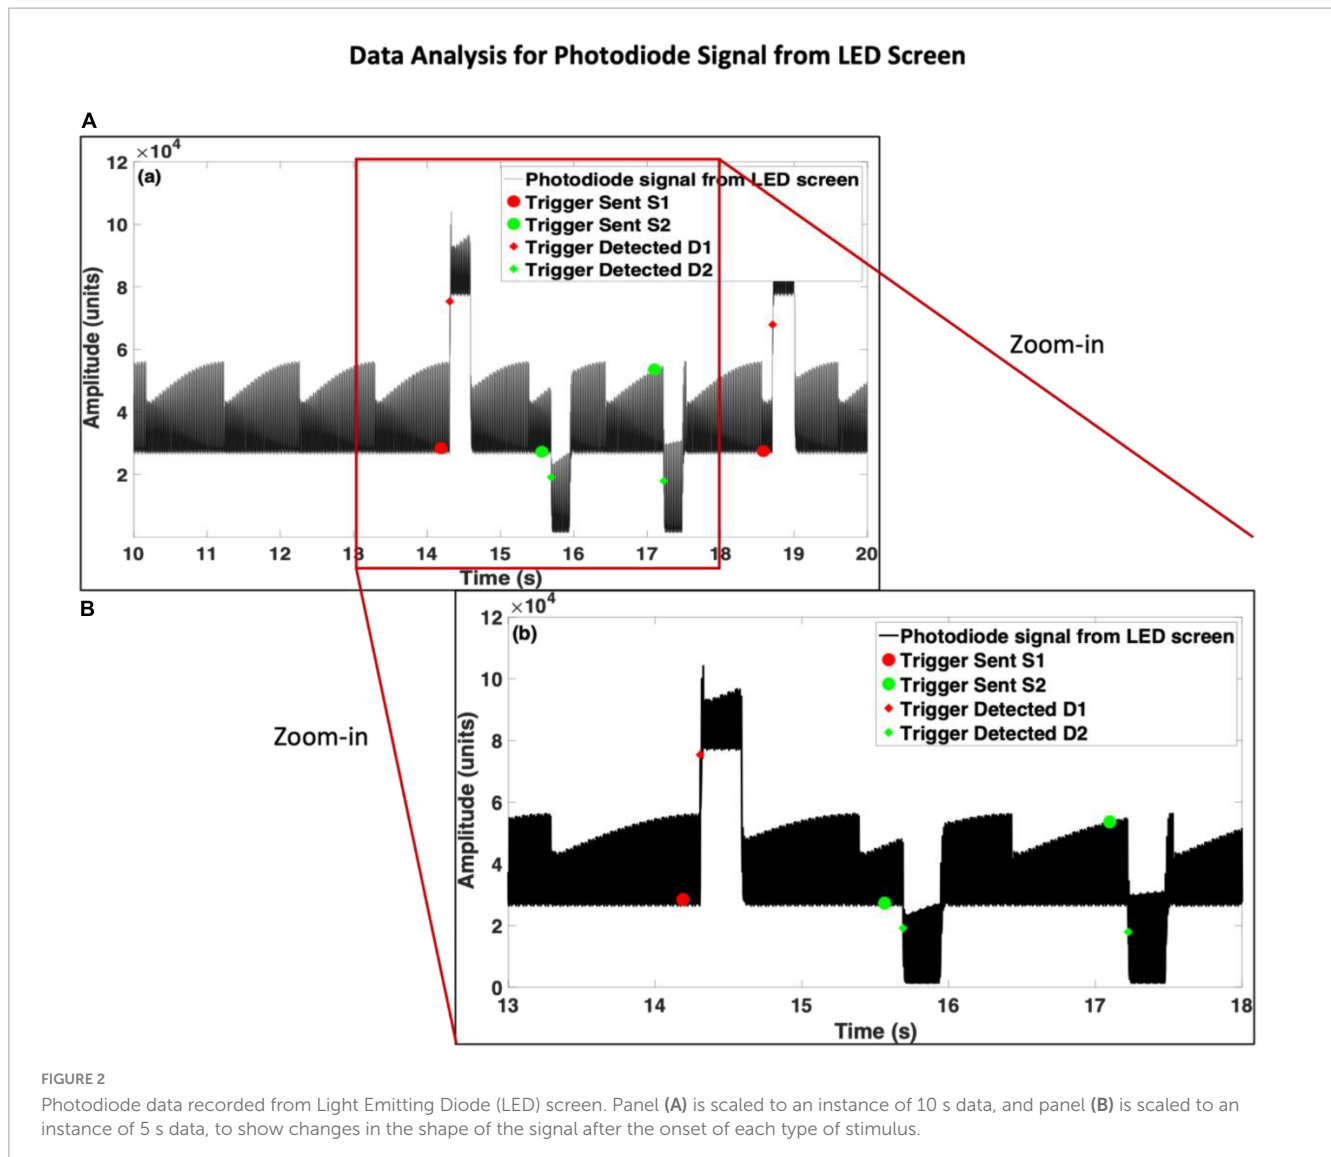 Data Analysis for Photodiode Signal from LED Screen
A
×10⁴
(a)
12
10
8
6
4
2
Amplitude (units)
Photodiode signal from LED screen
Trigger Sent S1
Trigger Sent S2
Trigger Detected D1
Trigger Detected D2
10 11 12 13 14 15 16 17 18 19 20
Time (s)
Zoom-in
B
×10⁴
(b)
12
10
8
6
4
2
0
Amplitude (units)
Photodiode signal from LED screen
Trigger Sent S1
Trigger Sent S2
Trigger Detected D1
Trigger Detected D2
13 14 15 16 17 18
Time (s)
Zoom-in
FIGURE 2
Photodiode data recorded from Light Emitting Diode (LED) screen. Panel (A) is scaled to an instance of 10 s data, and panel (B) is scaled to an
instance of 5 s data, to show changes in the shape of the signal after the onset of each type of stimulus.